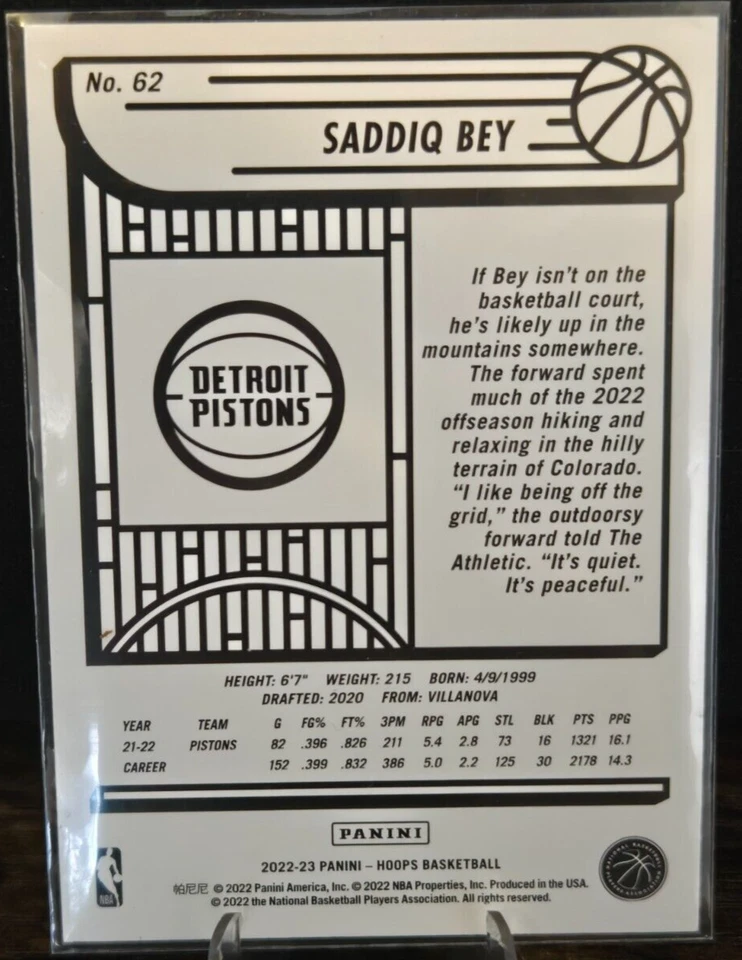 No. 62
SADDIQ BEY
DETROIT
PISTONS
If Bey isn't on the
basketball court,
he's likely up in the
mountains somewhere.
The forward spent
much of the 2022
offseason hiking and
relaxing in the hilly
terrain of Colorado.
“I like being off the
grid,” the outdoorsy
forward told The
Athletic. “It's quiet.
It's peaceful.”
HEIGHT: 6'7" WEIGHT: 215 BORN: 4/9/1999
DRAFTED: 2020 FROM: VILLANOVA
YEAR TEAM G FG% FT% 3PM RPG APG STL BLK PTS PPG
21-22 PISTONS 82 .396 .826 211 5.4 2.8 73 16 1321 16.1
CAREER 152 .399 .832 386 5.0 2.2 125 30 2178 14.3
PANINI
2022-23 PANINI – HOOPS BASKETBALL
帕尼尼 © 2022 Panini America, Inc. © 2022 NBA Properties, Inc. Produced in the USA.
© 2022 the National Basketball Players Association. All rights reserved.
NBA
NATIONAL BASKETBALL
PLAYERS ASSOCIATION